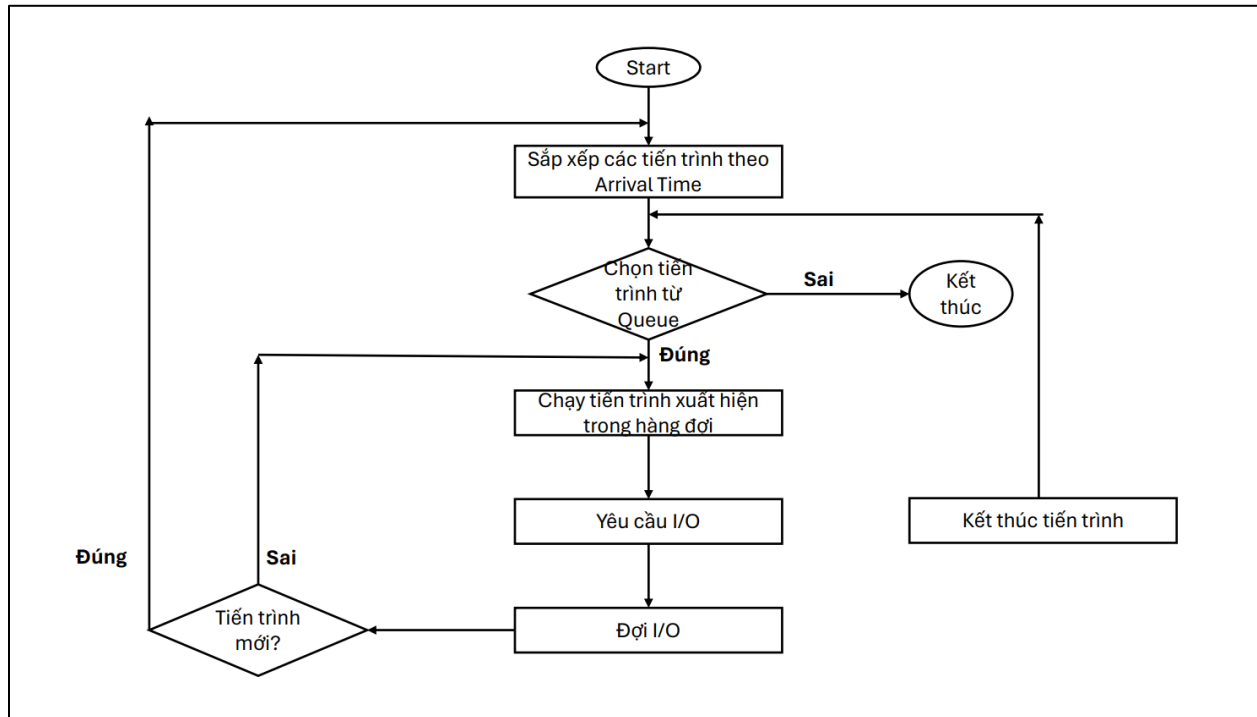 Start
Sắp xếp các tiến trình theo
Arrival Time
Chọn tiến
trình từ
Queue
Sai
Kết
thúc
Đúng
Chạy tiến trình xuất hiện
trong hàng đợi
Yêu cầu I/O
Kết thúc tiến trình
Đúng
Sai
Tiến trình
mới?
Đợi I/O